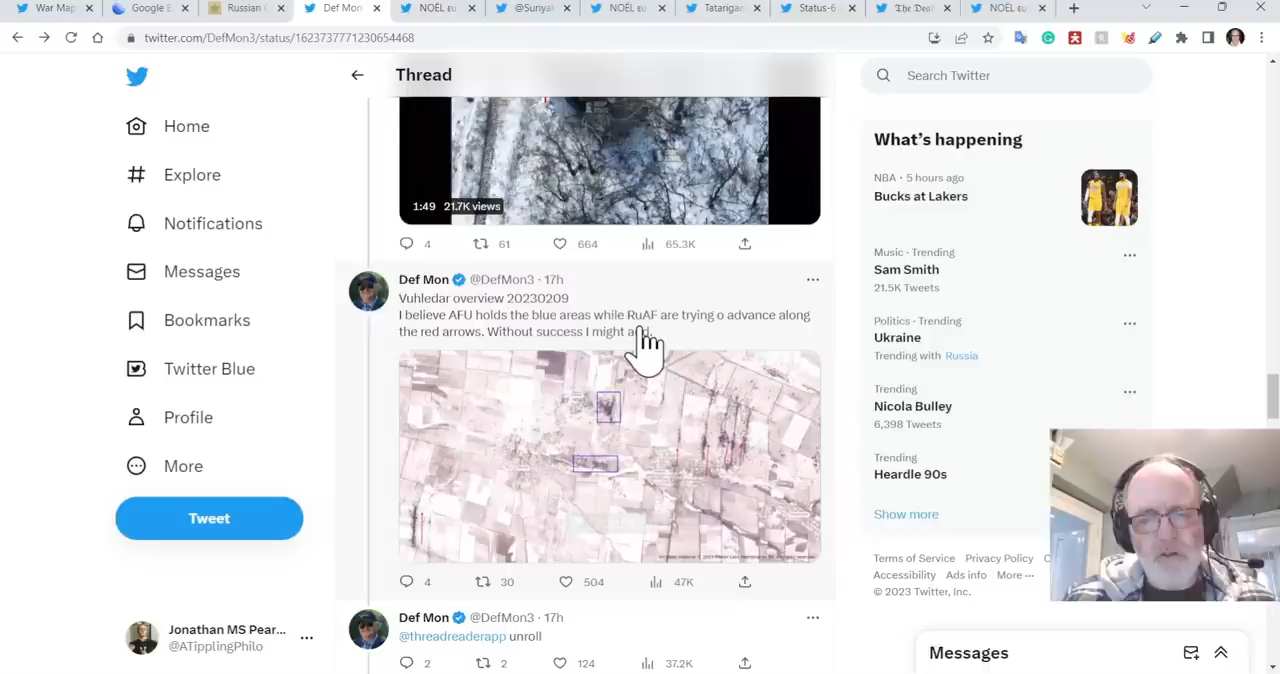 War Map
Google E
Russian O
Def Mon
NOËL
@Suriyak
NOËL
Tatarigan
Status-6
The Dead
NOËL
twitter.com/DefMon3/status/1623737771230654468
Thread
Search Twitter
Home
Explore
Notifications
Messages
Bookmarks
Twitter Blue
Profile
More
Tweet
Jonathan MS Pear...
@ATipplingPhilo
1:49 21.7K views
4 61 664 65.3K
Def Mon @DefMon3 · 17h
Vuhledar overview 20230209
I believe AFU holds the blue areas while RuAF are trying o advance along
the red arrows. Without success I might add.
4 30 504 47K
Def Mon @DefMon3 · 17h
@threadreaderapp unroll
2 2 124 37.2K
What's happening
NBA · 5 hours ago
Bucks at Lakers
Music · Trending
Sam Smith
21.5K Tweets
Politics · Trending
Ukraine
Trending with Russia
Trending
Nicola Bulley
6,398 Tweets
Trending
Heardle 90s
Show more
Terms of Service Privacy Policy C
Accessibility Ads info More ...
© 2023 Twitter, Inc.
Messages